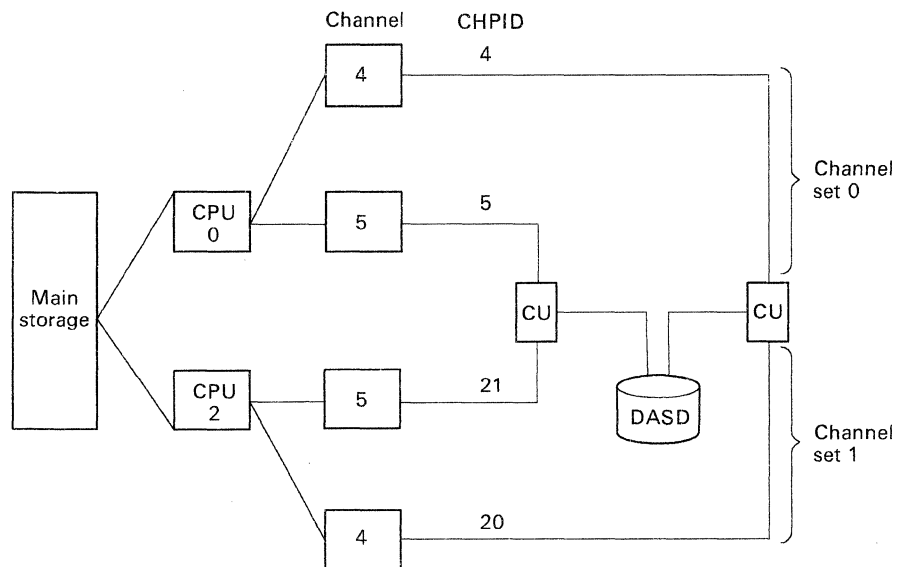 Channel
CHPID
4
4
Channel
set 0
CPU
0
5
5
Main
storage
CU
CU
CPU
2
5
21
DASD
Channel
set 1
4
20